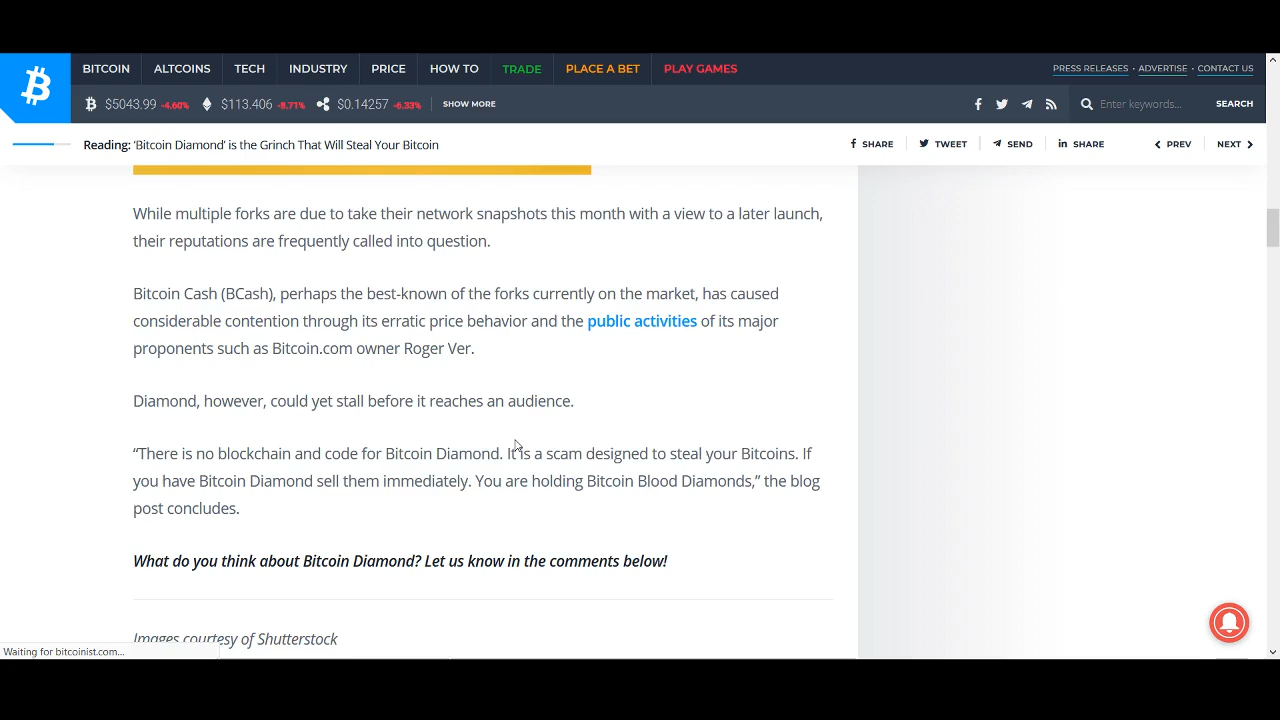 BITCOIN ALTCOINS TECH INDUSTRY PRICE HOW TO TRADE PLACE A BET PLAY GAMES PRESS RELEASES • ADVERTISE • CONTACT US
$5043.99 -4.60% $113.406 -8.71% $0.14257 -6.33% SHOW MORE Enter keywords... SEARCH
Reading: ‘Bitcoin Diamond’ is the Grinch That Will Steal Your Bitcoin SHARE TWEET SEND SHARE PREV NEXT
While multiple forks are due to take their network snapshots this month with a view to a later launch,
their reputations are frequently called into question.
Bitcoin Cash (BCash), perhaps the best-known of the forks currently on the market, has caused
considerable contention through its erratic price behavior and the public activities of its major
proponents such as Bitcoin.com owner Roger Ver.
Diamond, however, could yet stall before it reaches an audience.
“There is no blockchain and code for Bitcoin Diamond. It is a scam designed to steal your Bitcoins. If
you have Bitcoin Diamond sell them immediately. You are holding Bitcoin Blood Diamonds,” the blog
post concludes.
What do you think about Bitcoin Diamond? Let us know in the comments below!
Images courtesy of Shutterstock
Waiting for bitcoinist.com...